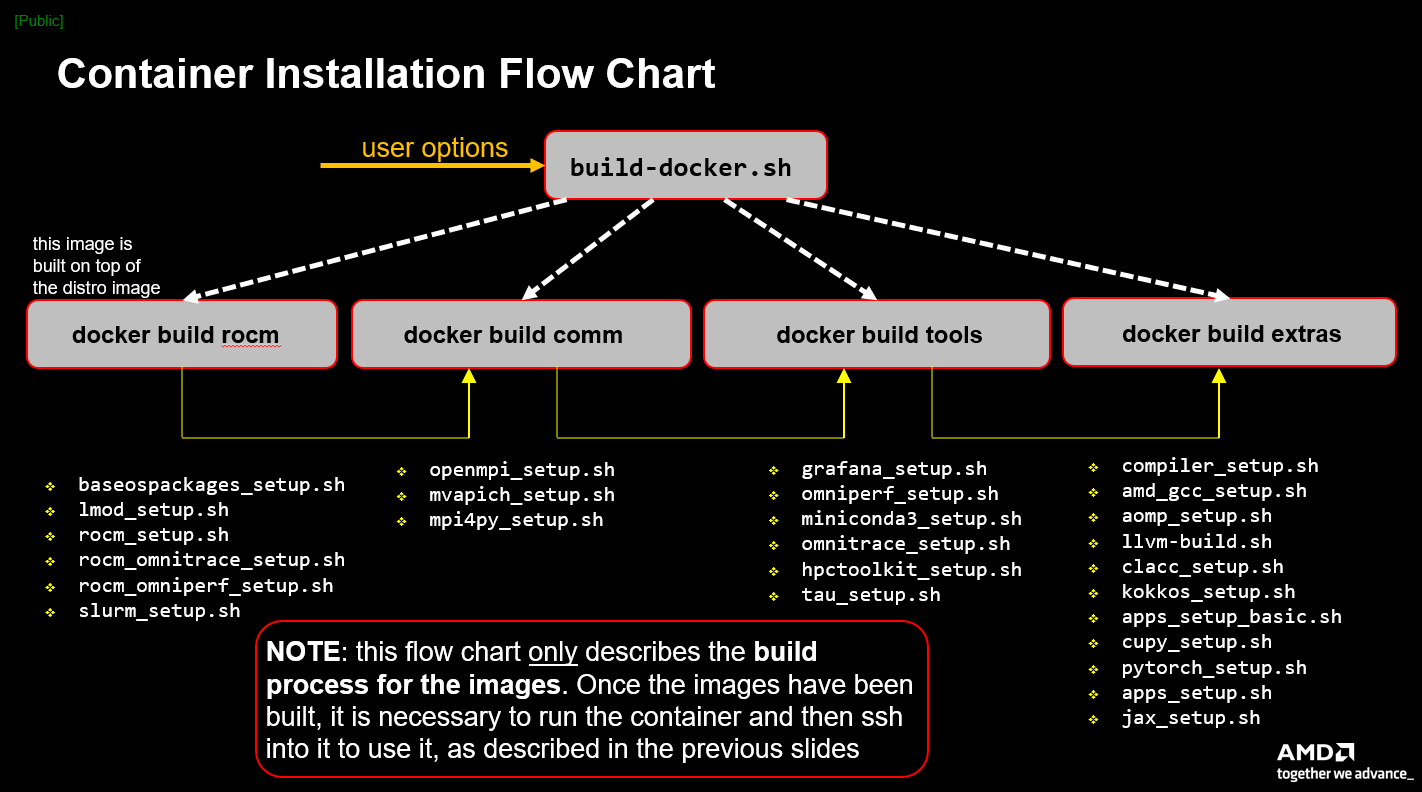 [Public]
Container Installation Flow Chart
user options
build-docker.sh
this image is
built on top of
the distro image
docker build rocm
docker build comm
docker build tools
docker build extras
❖ baseospackages_setup.sh
❖ lmod_setup.sh
❖ rocm_setup.sh
❖ rocm_omnitrace_setup.sh
❖ rocm_omniperf_setup.sh
❖ slurm_setup.sh
❖ openmpi_setup.sh
❖ mvapich_setup.sh
❖ mpi4py_setup.sh
❖ grafana_setup.sh
❖ omniperf_setup.sh
❖ miniconda3_setup.sh
❖ omnitrace_setup.sh
❖ hpctoolkit_setup.sh
❖ tau_setup.sh
❖ compiler_setup.sh
❖ amd_gcc_setup.sh
❖ aomp_setup.sh
❖ llvm-build.sh
❖ clacc_setup.sh
❖ kokkos_setup.sh
❖ apps_setup_basic.sh
❖ cupy_setup.sh
❖ pytorch_setup.sh
❖ apps_setup.sh
❖ jax_setup.sh
NOTE: this flow chart only describes the build
process for the images. Once the images have been
built, it is necessary to run the container and then ssh
into it to use it, as described in the previous slides
AMD
together we advance_